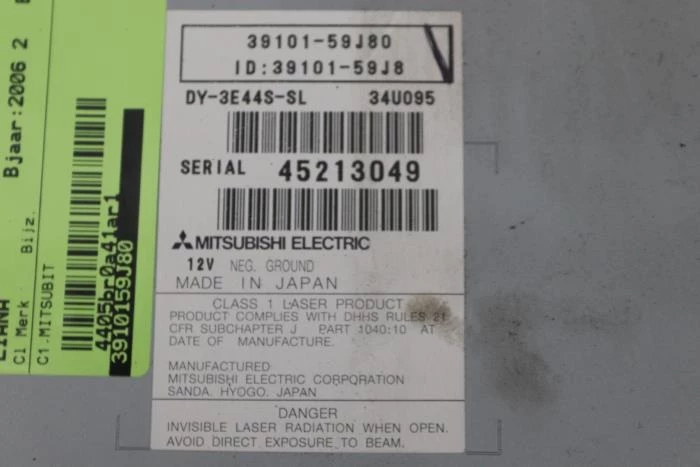 39101-59J80
ID:39101-59J8
DY-3E44S-SL 34U095
SERIAL 45213049
MITSUBISHI ELECTRIC
12V NEG. GROUND
MADE IN JAPAN
CLASS 1 LASER PRODUCT
PRODUCT COMPLIES WITH DHHS RULES 21
CFR SUBCHAPTER J PART 1040:10 AT
DATE OF MANUFACTURE.
MANUFACTURED
MITSUBISHI ELECTRIC CORPORATION
SANDA, HYOGO, JAPAN
DANGER
INVISIBLE LASER RADIATION WHEN OPEN.
AVOID DIRECT EXPOSURE TO BEAM.
Bjaar:2006 2
LIANA
Cl Merk Bijz.
C1.MITSUBIT
4405br0a41ar1
3910159J80